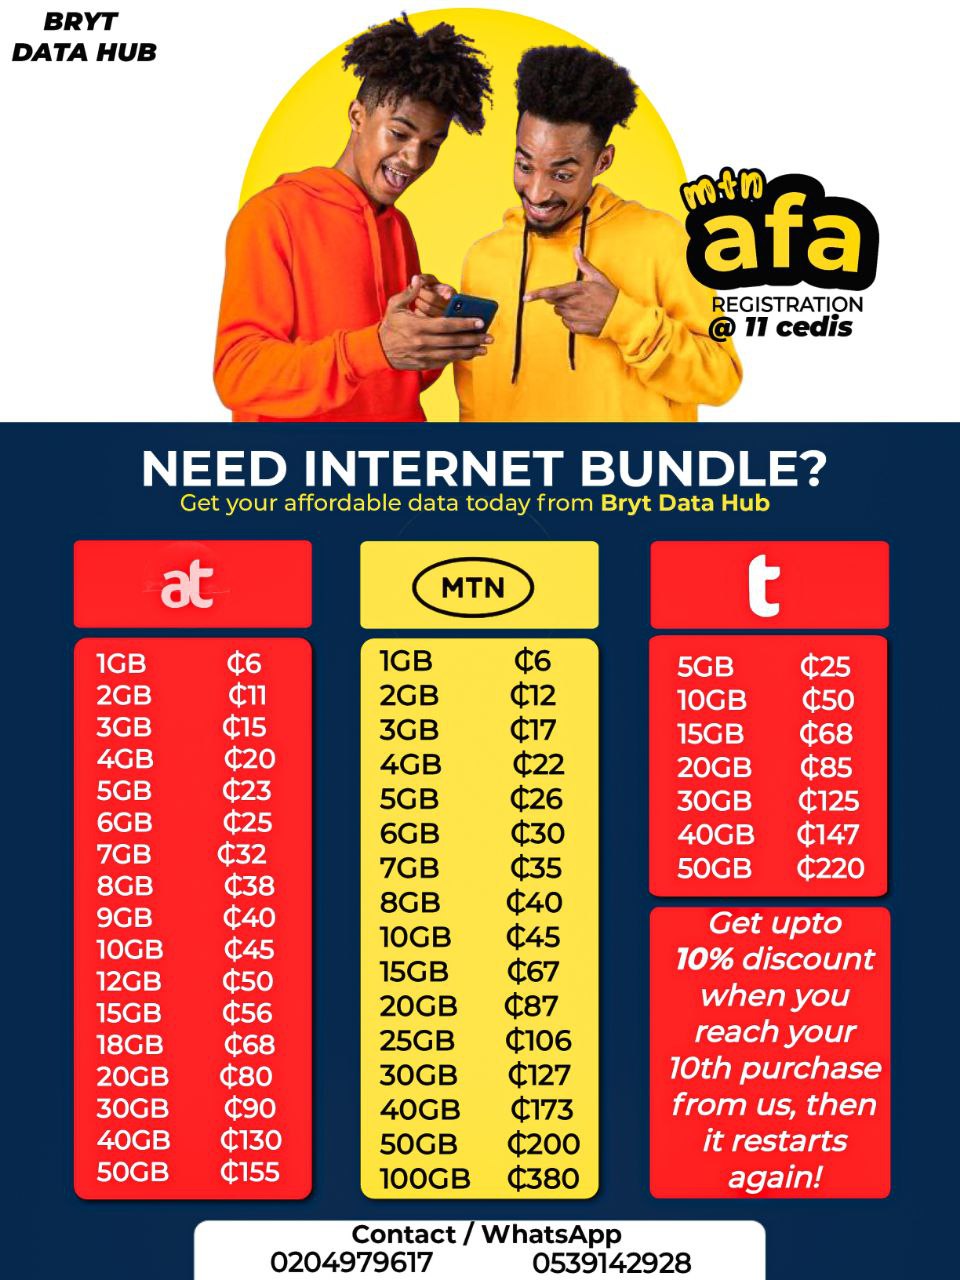 BRYT
DATA HUB
mtn
afa
REGISTRATION
@ 11 cedis
NEED INTERNET BUNDLE?
Get your affordable data today from Bryt Data Hub
at
1GB ₵6
2GB ₵11
3GB ₵15
4GB ₵20
5GB ₵23
6GB ₵25
7GB ₵32
8GB ₵38
9GB ₵40
10GB ₵45
12GB ₵50
15GB ₵56
18GB ₵68
20GB ₵80
30GB ₵90
40GB ₵130
50GB ₵155
MTN
1GB ₵6
2GB ₵12
3GB ₵17
4GB ₵22
5GB ₵26
6GB ₵30
7GB ₵35
8GB ₵40
10GB ₵45
15GB ₵67
20GB ₵87
25GB ₵106
30GB ₵127
40GB ₵173
50GB ₵200
100GB ₵380
t
5GB ₵25
10GB ₵50
15GB ₵68
20GB ₵85
30GB ₵125
40GB ₵147
50GB ₵220
Get upto
10% discount
when you
reach your
10th purchase
from us, then
it restarts
again!
Contact / WhatsApp
0204979617 0539142928